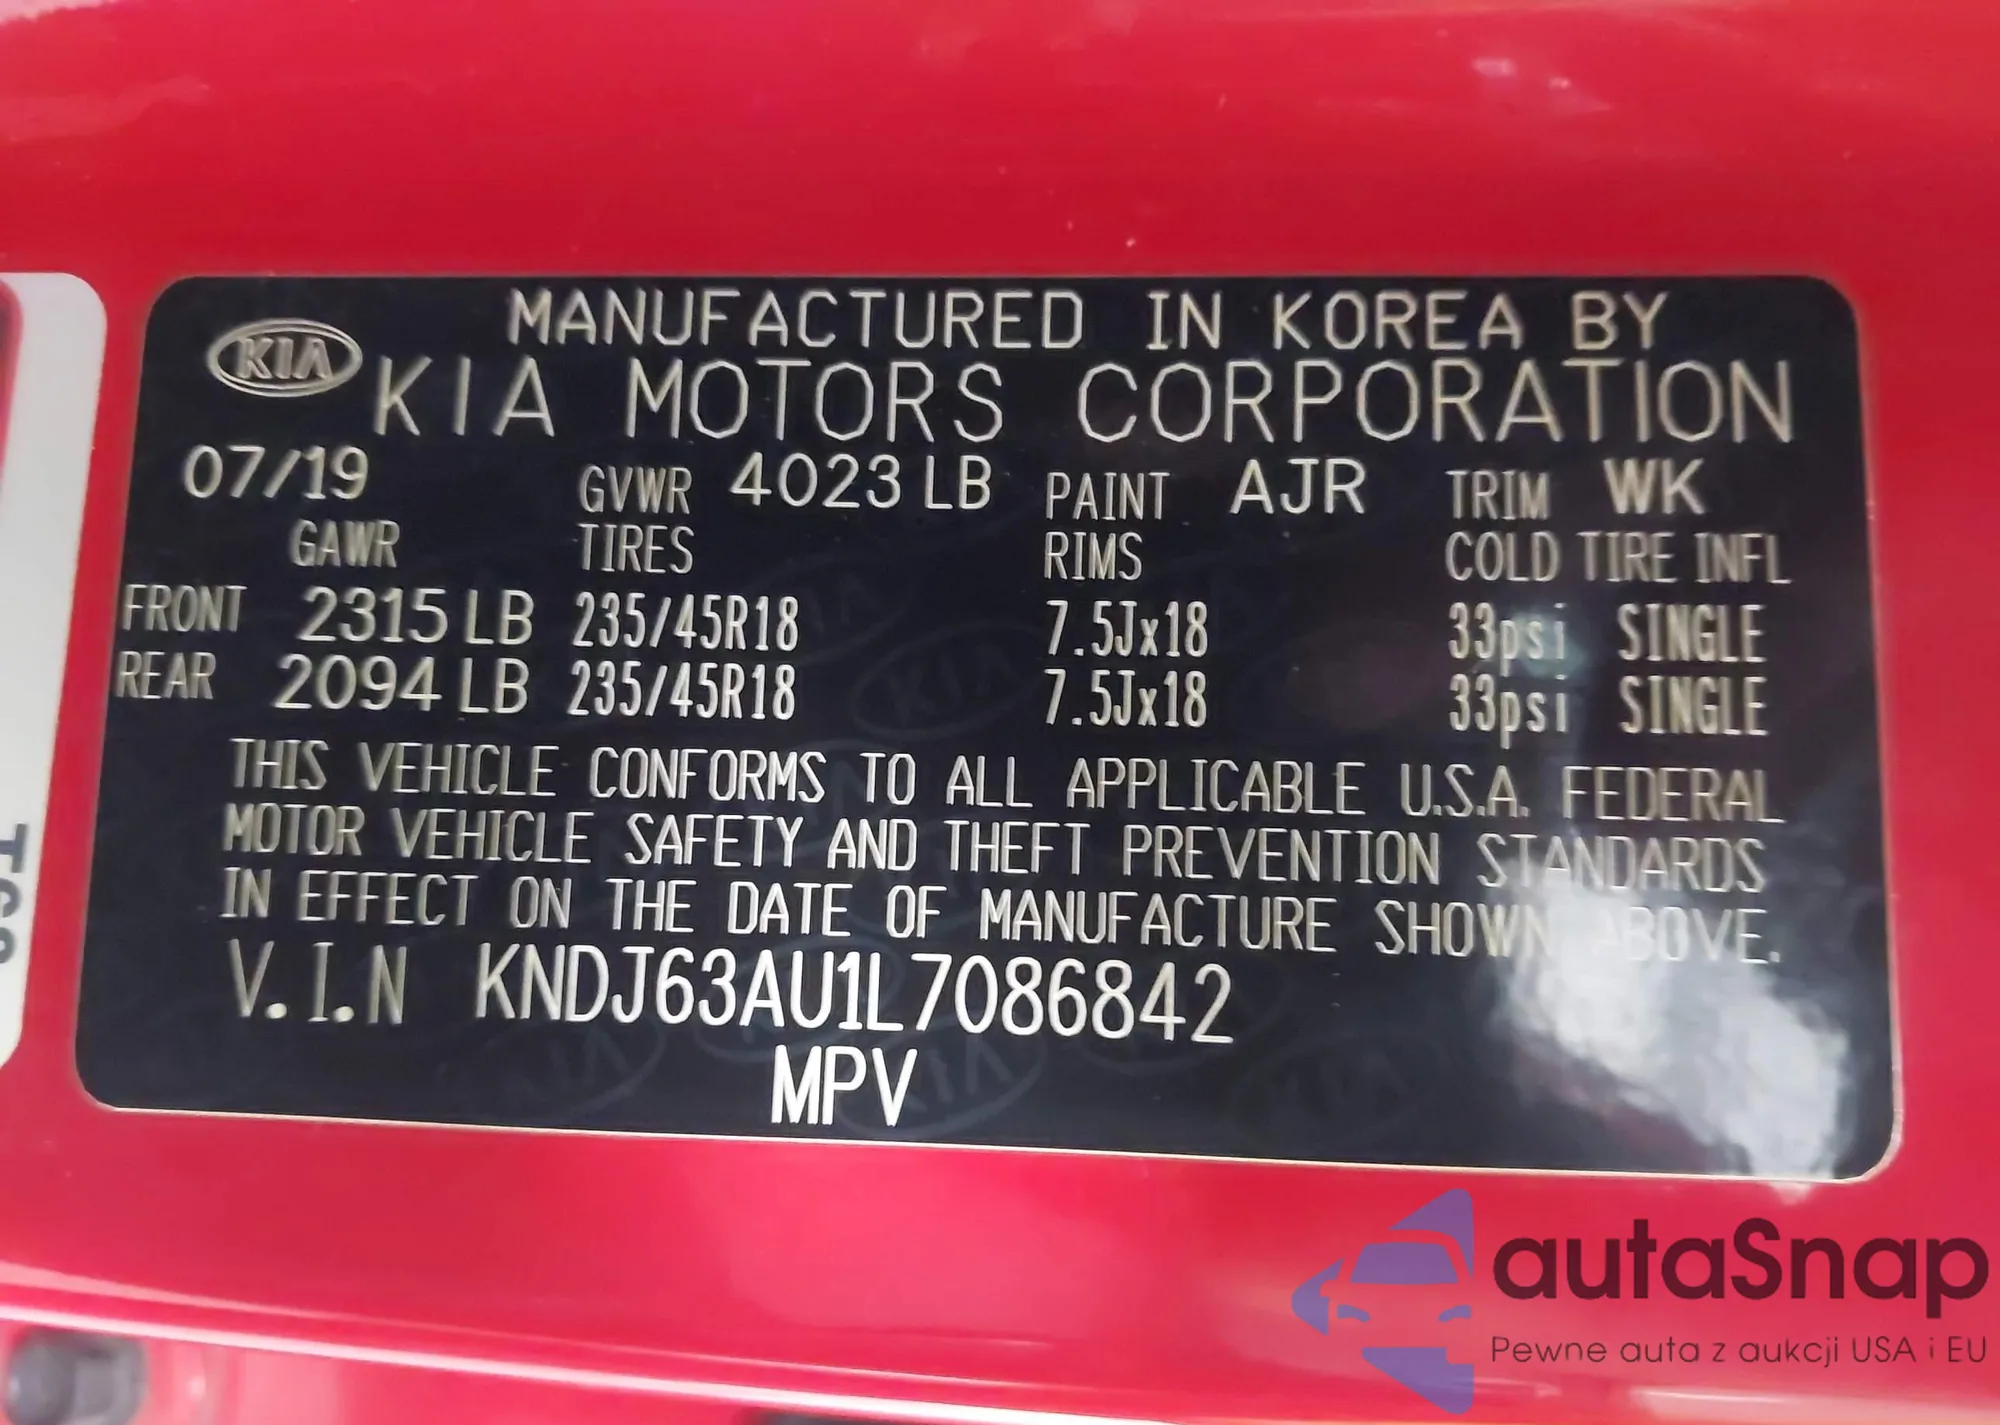 MANUFACTURED IN KOREA BY
KIA KIA MOTORS CORPORATION
07/19 GVWR 4023 LB PAINT AJR TRIM WK
GAWR TIRES RIMS COLD TIRE INFL
FRONT 2315 LB 235/45R18 7.5Jx18 33psi SINGLE
REAR 2094 LB 235/45R18 7.5Jx18 33psi SINGLE
THIS VEHICLE CONFORMS TO ALL APPLICABLE U.S.A. FEDERAL
MOTOR VEHICLE SAFETY AND THEFT PREVENTION STANDARDS
IN EFFECT ON THE DATE OF MANUFACTURE SHOWN ABOVE.
V.I.N KNDJ63AU1L7086842
MPV
autaSnap
Pewne auta z aukcji USA i EU